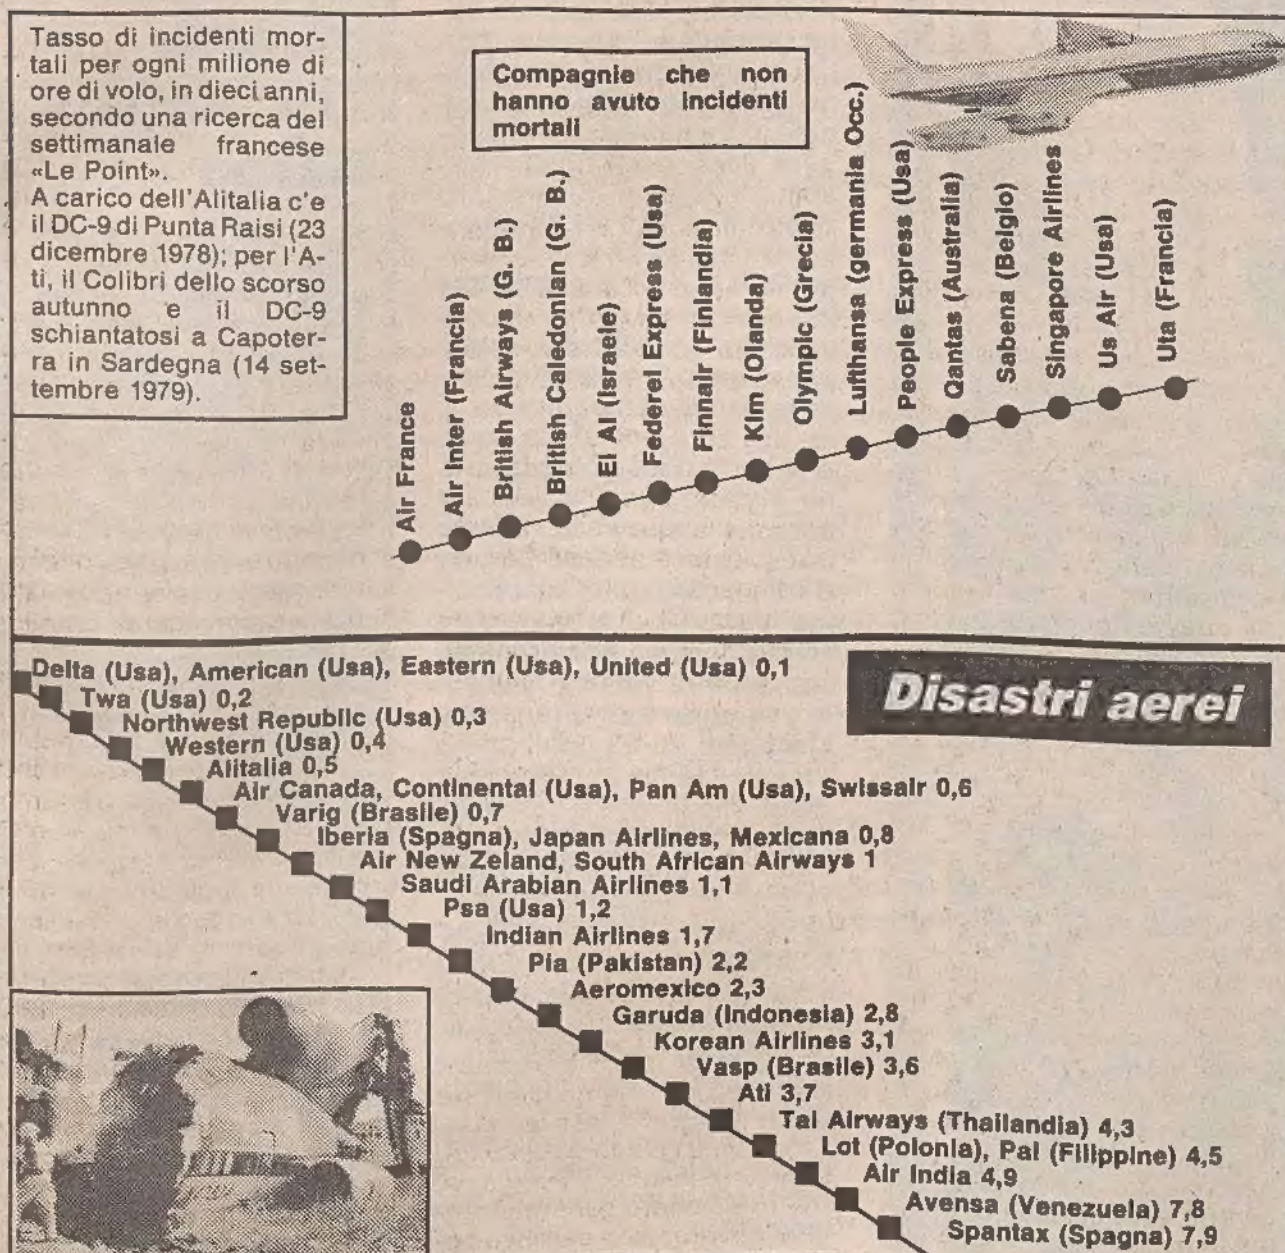 Tasso di incidenti mor-
tali per ogni milione di
ore di volo, in dieci anni,
secondo una ricerca del
settimanale francese
«Le Point».
A carico dell'Alitalia c'e
il DC-9 di Punta Raisi (23
dicembre 1978); per l'A-
ti, il Colibri dello scorso
autunno e il DC-9
schiantatosi a Capoter-
ra in Sardegna (14 set-
tembre 1979).
Compagnie che non
hanno avuto incidenti
mortali
Air France
Air Inter (Francia)
British Airways (G. B.)
British Caledonian (G. B.)
El Al (Israele)
Federel Express (Usa)
Finnair (Finlandia)
Klm (Olanda)
Olympic (Grecia)
Lufthansa (germania Occ.)
People Express (Usa)
Qantas (Australia)
Sabena (Belgio)
Singapore Airlines
Us Air (Usa)
Uta (Francia)
Disastri aerei
Delta (Usa), American (Usa), Eastern (Usa), United (Usa) 0,1
Twa (Usa) 0,2
Northwest Republic (Usa) 0,3
Western (Usa) 0,4
Alitalia 0,5
Air Canada, Continental (Usa), Pan Am (Usa), Swissair 0,6
Varig (Brasile) 0,7
Iberia (Spagna), Japan Airlines, Mexicana 0,8
Air New Zeland, South African Airways 1
Saudi Arabian Airlines 1,1
Psa (Usa) 1,2
Indian Airlines 1,7
Pia (Pakistan) 2,2
Aeromexico 2,3
Garuda (Indonesia) 2,8
Korean Airlines 3,1
Vasp (Brasile) 3,6
Ati 3,7
Tai Airways (Thailandia) 4,3
Lot (Polonia), Pal (Filippine) 4,5
Air India 4,9
Avensa (Venezuela) 7,8
Spantax (Spagna) 7,9